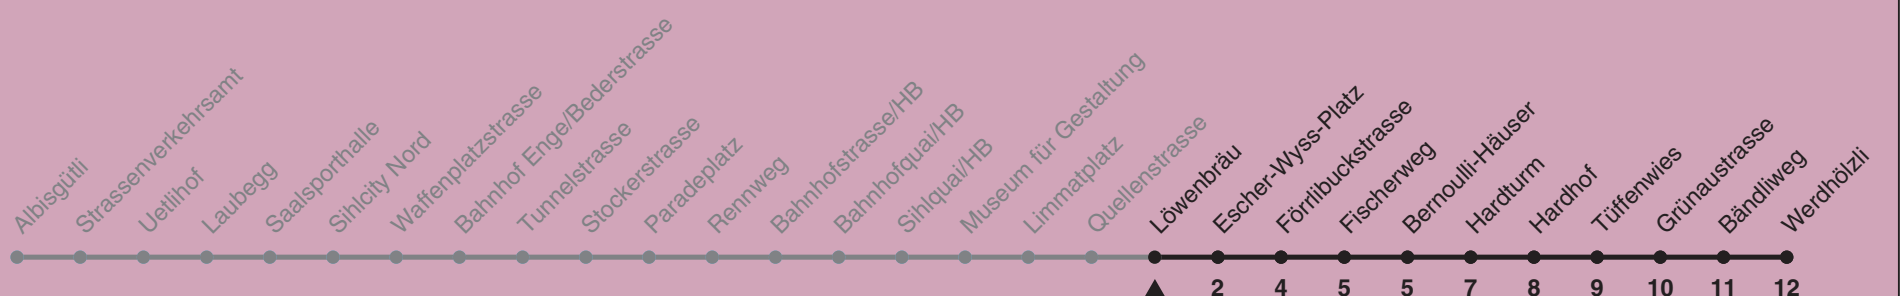 Albisgütli
Strassenverkehrsamt
Uetlihof
Laubegg
Saalsporthalle
Sihlcity Nord
Waffenplatzstrasse
Bahnhof Enge/Bederstrasse
Tunnelstrasse
Stockerstrasse
Paradeplatz
Rennweg
Bahnhofstrasse/HB
Bahnhofquai/HB
Sihlquai/HB
Museum für Gestaltung
Limmatplatz
Quellenstrasse
Löwenbräu
Escher-Wyss-Platz
Förrlibuckstrasse
Fischerweg
Bernoulli-Häuser
Hardturm
Hardhof
Tüffenwies
Grünaustrasse
Bändliweg
Werdhölzli
2 4 5 5 7 8 9 10 11 12